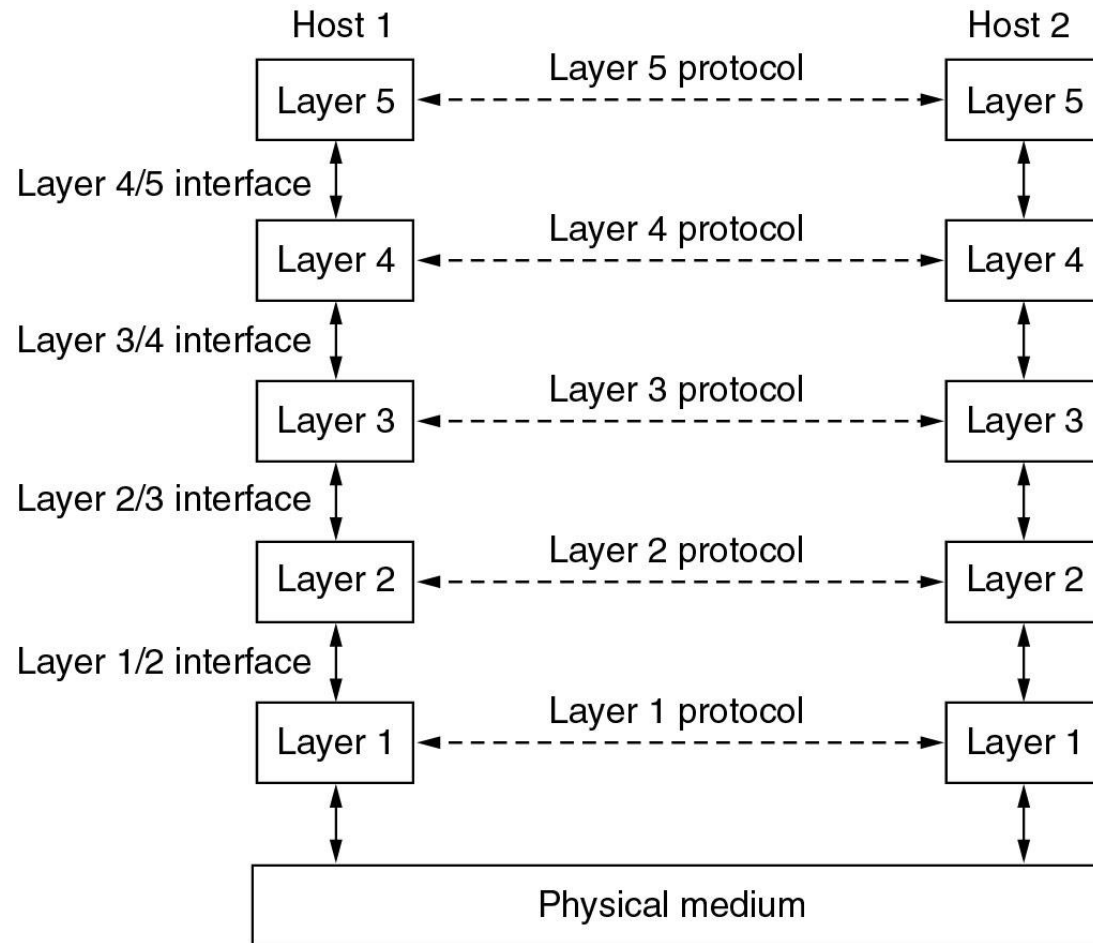 Host 1
Host 2
Layer 5 protocol
Layer 5
Layer 5
Layer 4/5 interface
Layer 4 protocol
Layer 4
Layer 4
Layer 3/4 interface
Layer 3 protocol
Layer 3
Layer 3
Layer 2/3 interface
Layer 2 protocol
Layer 2
Layer 2
Layer 1/2 interface
Layer 1 protocol
Layer 1
Layer 1
Physical medium